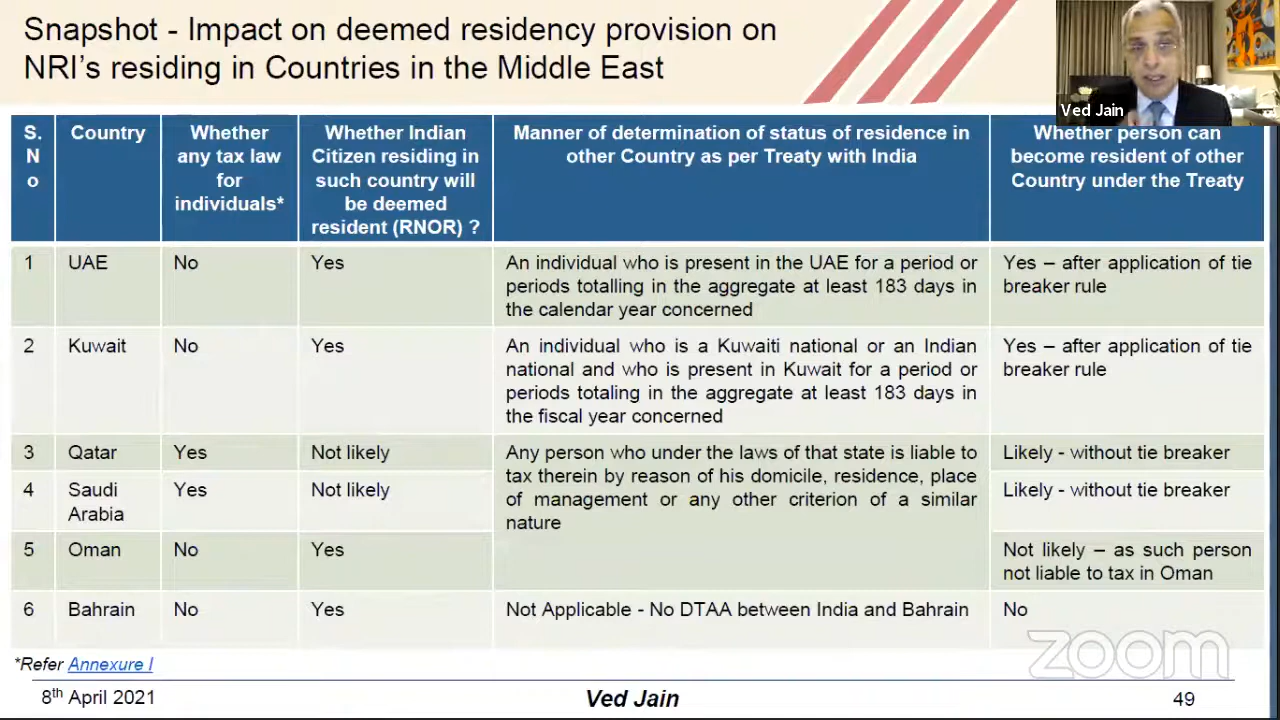 Snapshot - Impact on deemed residency provision on
NRI's residing in Countries in the Middle East
Ved Jain
S.
N
o
Country
Whether
any tax law
for
individuals*
Whether Indian
Citizen residing in
such country will
be deemed
resident (RNOR) ?
Manner of determination of status of residence in
other Country as per Treaty with India
Whether person can
become resident of other
Country under the Treaty
1
UAE
No
Yes
An individual who is present in the UAE for a period or
periods totalling in the aggregate at least 183 days in
the calendar year concerned
Yes – after application of tie
breaker rule
2
Kuwait
No
Yes
An individual who is a Kuwaiti national or an Indian
national and who is present in Kuwait for a period or
periods totaling in the aggregate at least 183 days in
the fiscal year concerned
Yes – after application of tie
breaker rule
3
Qatar
Yes
Not likely
Any person who under the laws of that state is liable to
tax therein by reason of his domicile, residence, place
of management or any other criterion of a similar
nature
Likely - without tie breaker
4
Saudi
Arabia
Yes
Not likely
Likely - without tie breaker
5
Oman
No
Yes
Not likely – as such person
not liable to tax in Oman
6
Bahrain
No
Yes
Not Applicable - No DTAA between India and Bahrain
No
zoom
*Refer Annexure I
8th April 2021
Ved Jain
49